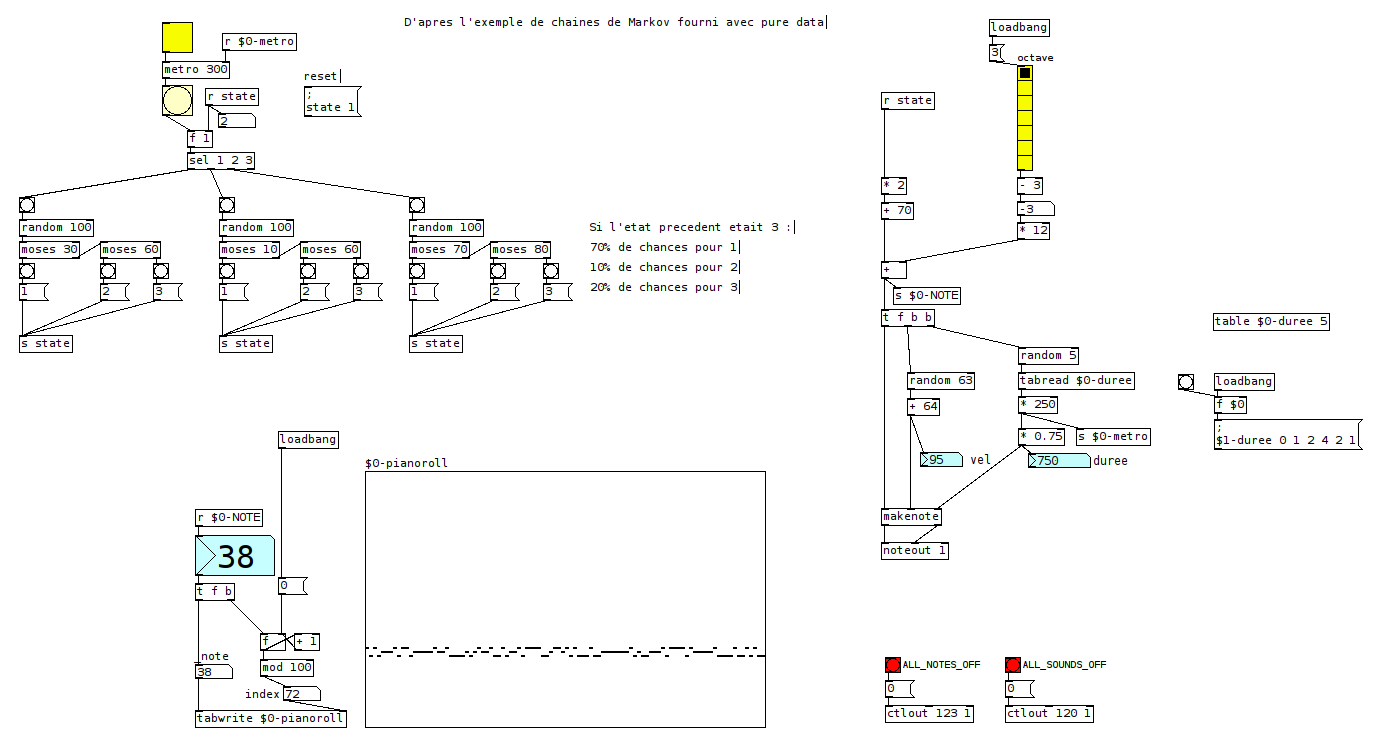 D'apres l'exemple de chaines de Markov fourni avec pure data
r $0-metro
metro 300
reset
r state
;
state 1
2
f 1
sel 1 2 3
random 100
random 100
random 100
moses 30
moses 60
moses 10
moses 60
moses 70
moses 80
1
2
3
1
2
3
1
2
3
s state
s state
s state
Si l'etat precedent etait 3 :
70% de chances pour 1
10% de chances pour 2
20% de chances pour 3
loadbang
3
octave
r state
* 2
+ 70
- 3
-3
* 12
+
s $0-NOTE
t f b b
random 5
random 63
tabread $0-duree
+ 64
* 250
* 0.75
s $0-metro
95
vel
750
duree
makenote
noteout 1
table $0-duree 5
loadbang
f $0
;
$1-duree 0 1 2 4 2 1
loadbang
$0-pianoroll
r $0-NOTE
38
0
t f b
f
+ 1
note
38
mod 100
index
72
tabwrite $0-pianoroll
ALL_NOTES_OFF
ALL_SOUNDS_OFF
0
0
ctlout 123 1
ctlout 120 1